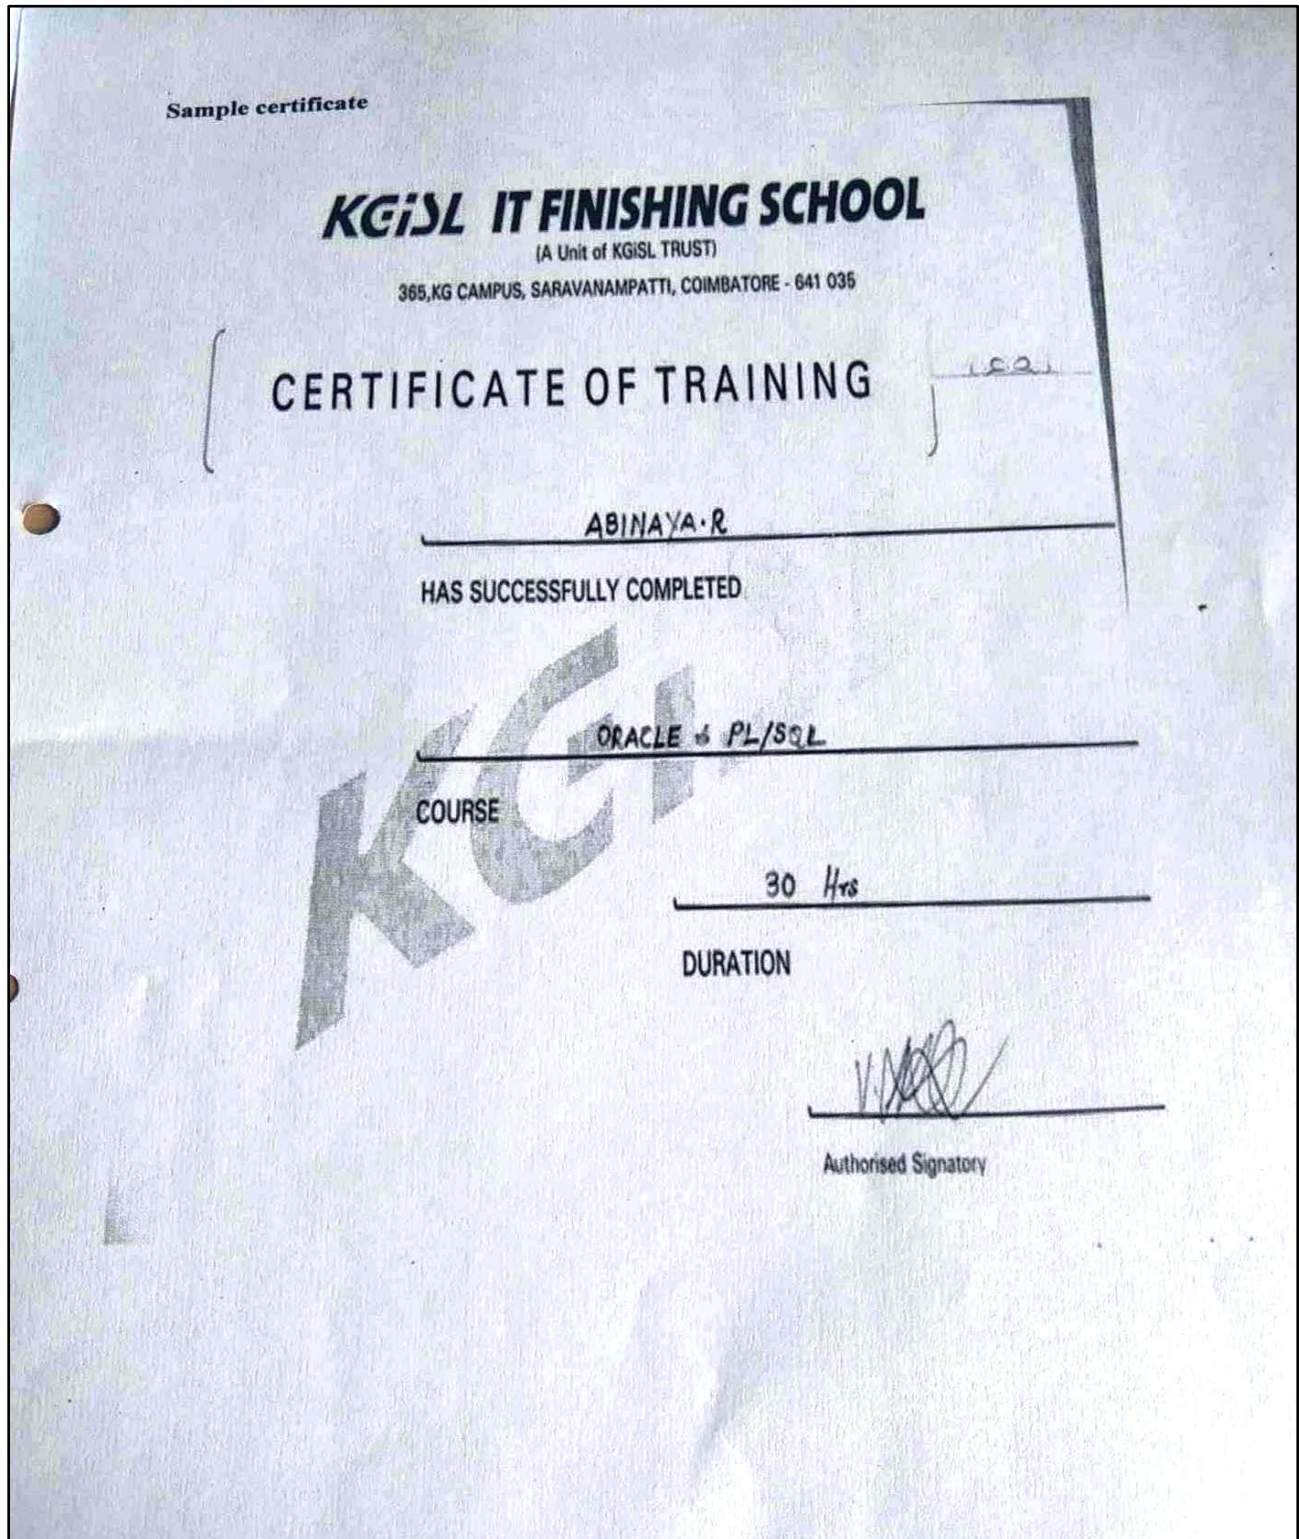 Sample certificate
KGiSL IT FINISHING SCHOOL
(A Unit of KGiSL TRUST)
365,KG CAMPUS, SARAVANAMPATTI, COIMBATORE - 641 035
CERTIFICATE OF TRAINING
ABINAYA.R
HAS SUCCESSFULLY COMPLETED
ORACLE & PL/SQL
COURSE
30 Hrs
DURATION
Authorised Signatory